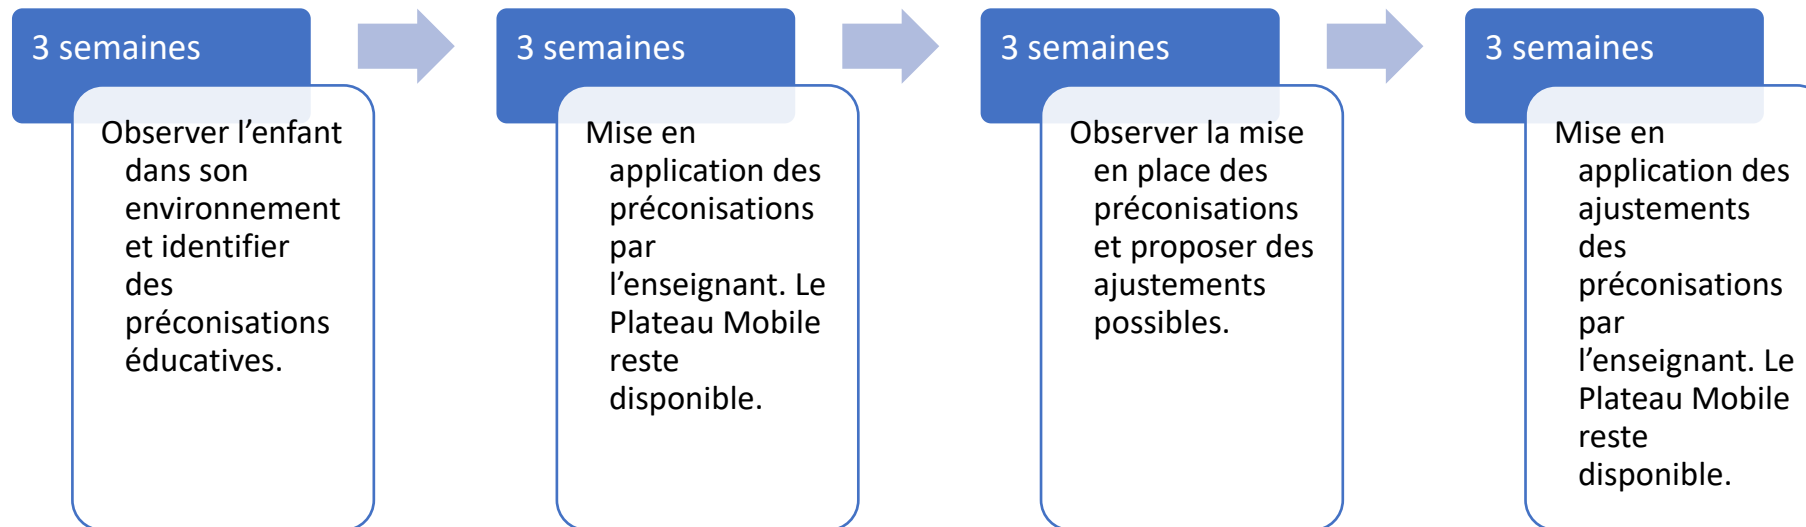 3 semaines
Observer l’enfant
dans son
environnement
et identifier
des
préconisations
éducatives.
3 semaines
Mise en
application des
préconisations
par
l’enseignant. Le
Plateau Mobile
reste
disponible.
3 semaines
Observer la mise
en place des
préconisations
et proposer des
ajustements
possibles.
3 semaines
Mise en
application des
ajustements
des
préconisations
par
l’enseignant. Le
Plateau Mobile
reste
disponible.